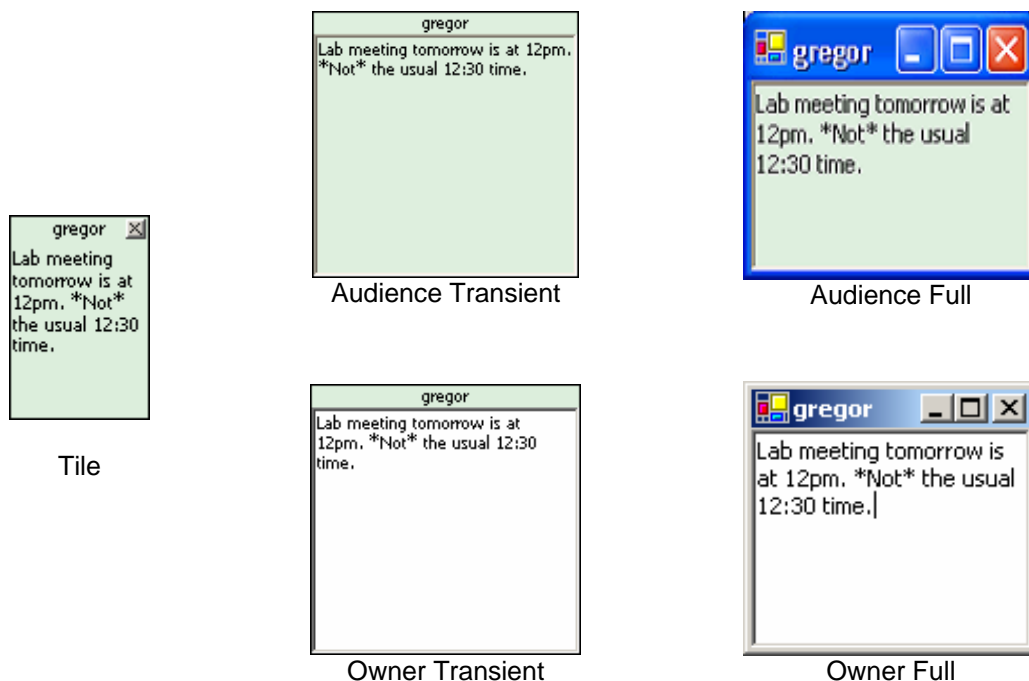 gregor
Lab meeting
tomorrow is at
12pm. *Not*
the usual 12:30
time.
Tile
gregor
Lab meeting tomorrow is at 12pm.
*Not* the usual 12:30 time.
Audience Transient
gregor
Lab meeting tomorrow is at
12pm. *Not* the usual
12:30 time.
Audience Full
gregor
Lab meeting tomorrow is at
12pm. *Not* the usual 12:30
time.
Owner Transient
gregor
Lab meeting tomorrow is
at 12pm. *Not* the usual
12:30 time.
Owner Full